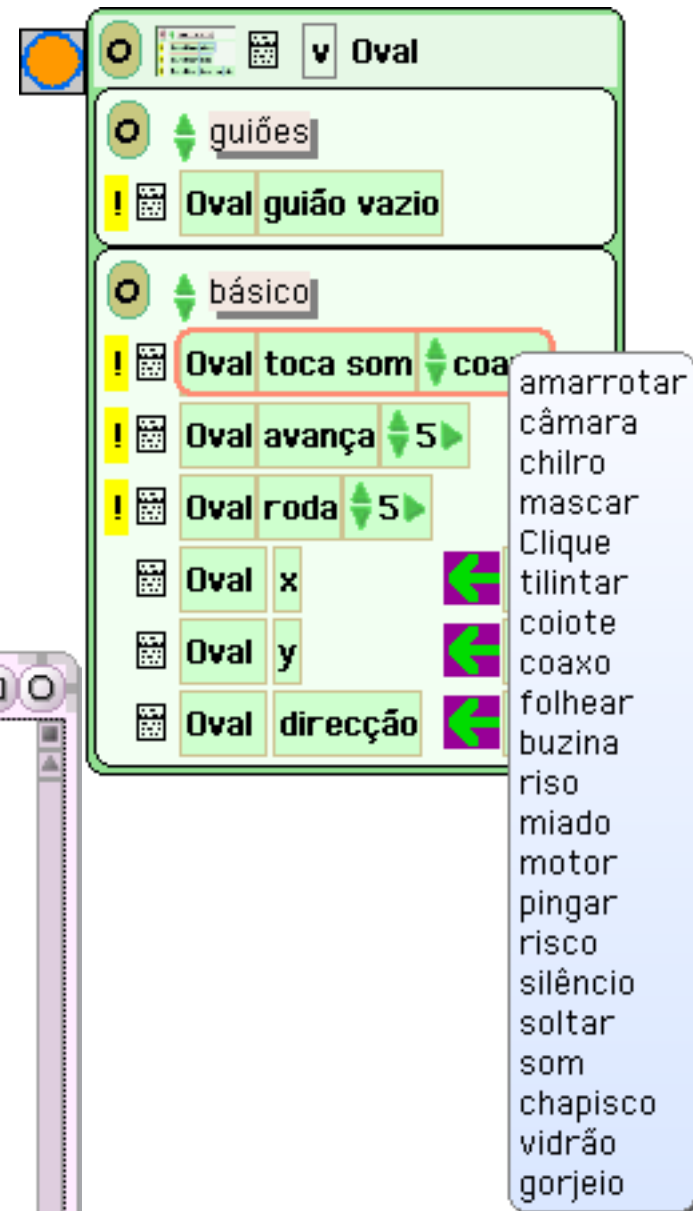 v Oval
guiões
! Oval guião vazio
básico
! Oval toca som
! Oval avança 5
! Oval roda 5
Oval x
Oval y
Oval direcção
amarrotar
câmara
chilro
mascar
Clique
tilintar
coiote
coaxo
folhear
buzina
riso
miado
motor
pingar
risco
silêncio
soltar
som
chapisco
vidrão
gorjeio